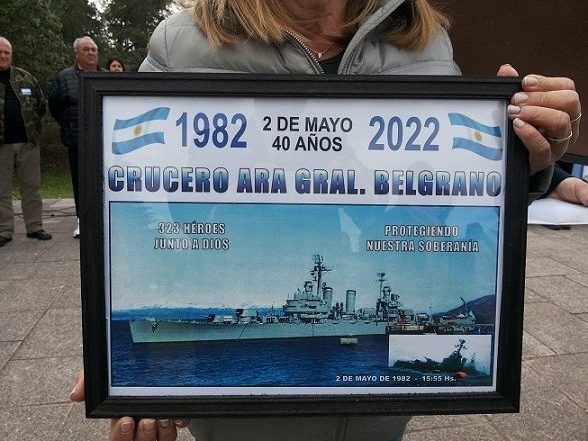 1982 2 DE MAYO 2022
40 AÑOS
CRUCERO ARA GRAL. BELGRANO
323 HÉROES
JUNTO A DIOS
PROTEGIENDO
NUESTRA SOBERANÍA
2 DE MAYO DE 1982 - 15:55 Hs.